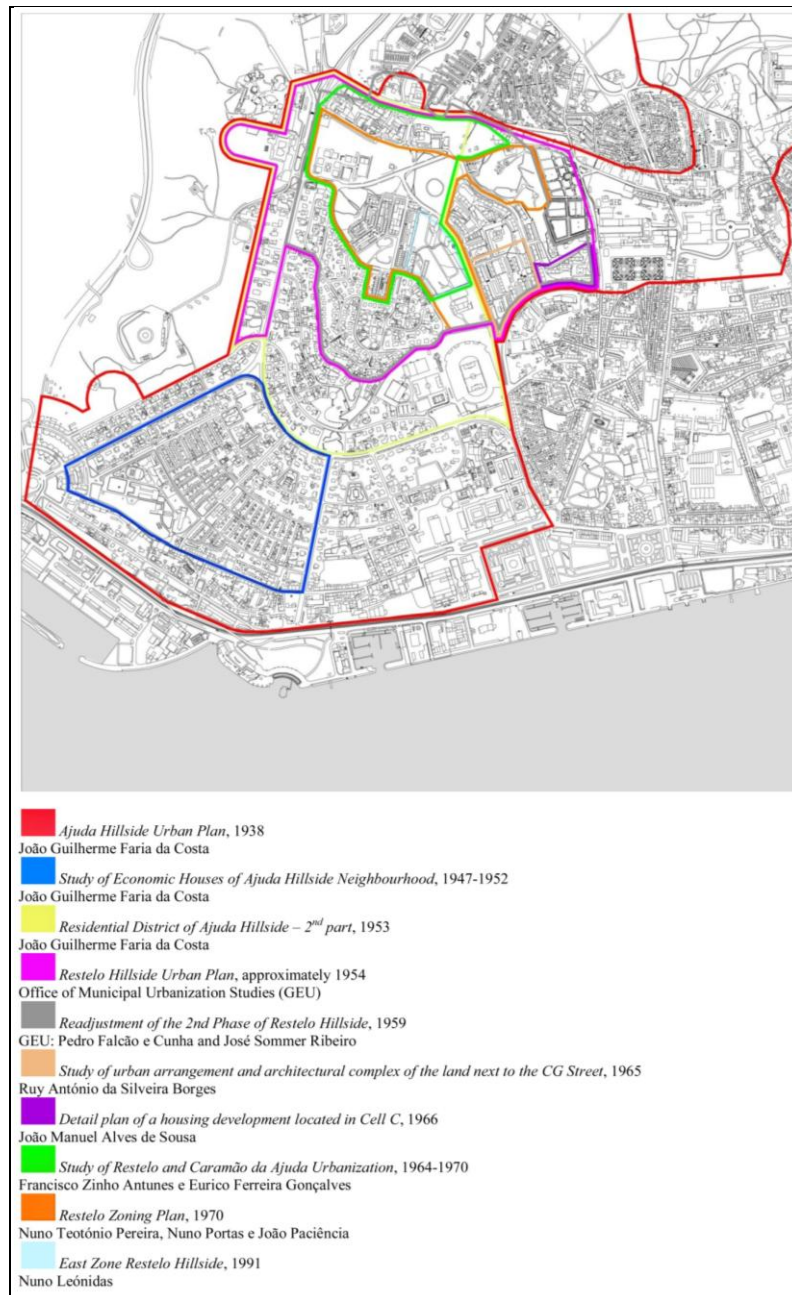 Ajuda Hillside Urban Plan, 1938
João Guilherme Faria da Costa
Study of Economic Houses of Ajuda Hillside Neighbourhood, 1947-1952
João Guilherme Faria da Costa
Residential District of Ajuda Hillside – 2nd part, 1953
João Guilherme Faria da Costa
Restelo Hillside Urban Plan, approximately 1954
Office of Municipal Urbanization Studies (GEU)
Readjustment of the 2nd Phase of Restelo Hillside, 1959
GEU: Pedro Falcão e Cunha and José Sommer Ribeiro
Study of urban arrangement and architectural complex of the land next to the CG Street, 1965
Ruy António da Silveira Borges
Detail plan of a housing development located in Cell C, 1966
João Manuel Alves de Sousa
Study of Restelo and Caramão da Ajuda Urbanization, 1964-1970
Francisco Zinho Antunes e Eurico Ferreira Gonçalves
Restelo Zoning Plan, 1970
Nuno Teotónio Pereira, Nuno Portas e João Paciência
East Zone Restelo Hillside, 1991
Nuno Leónidas